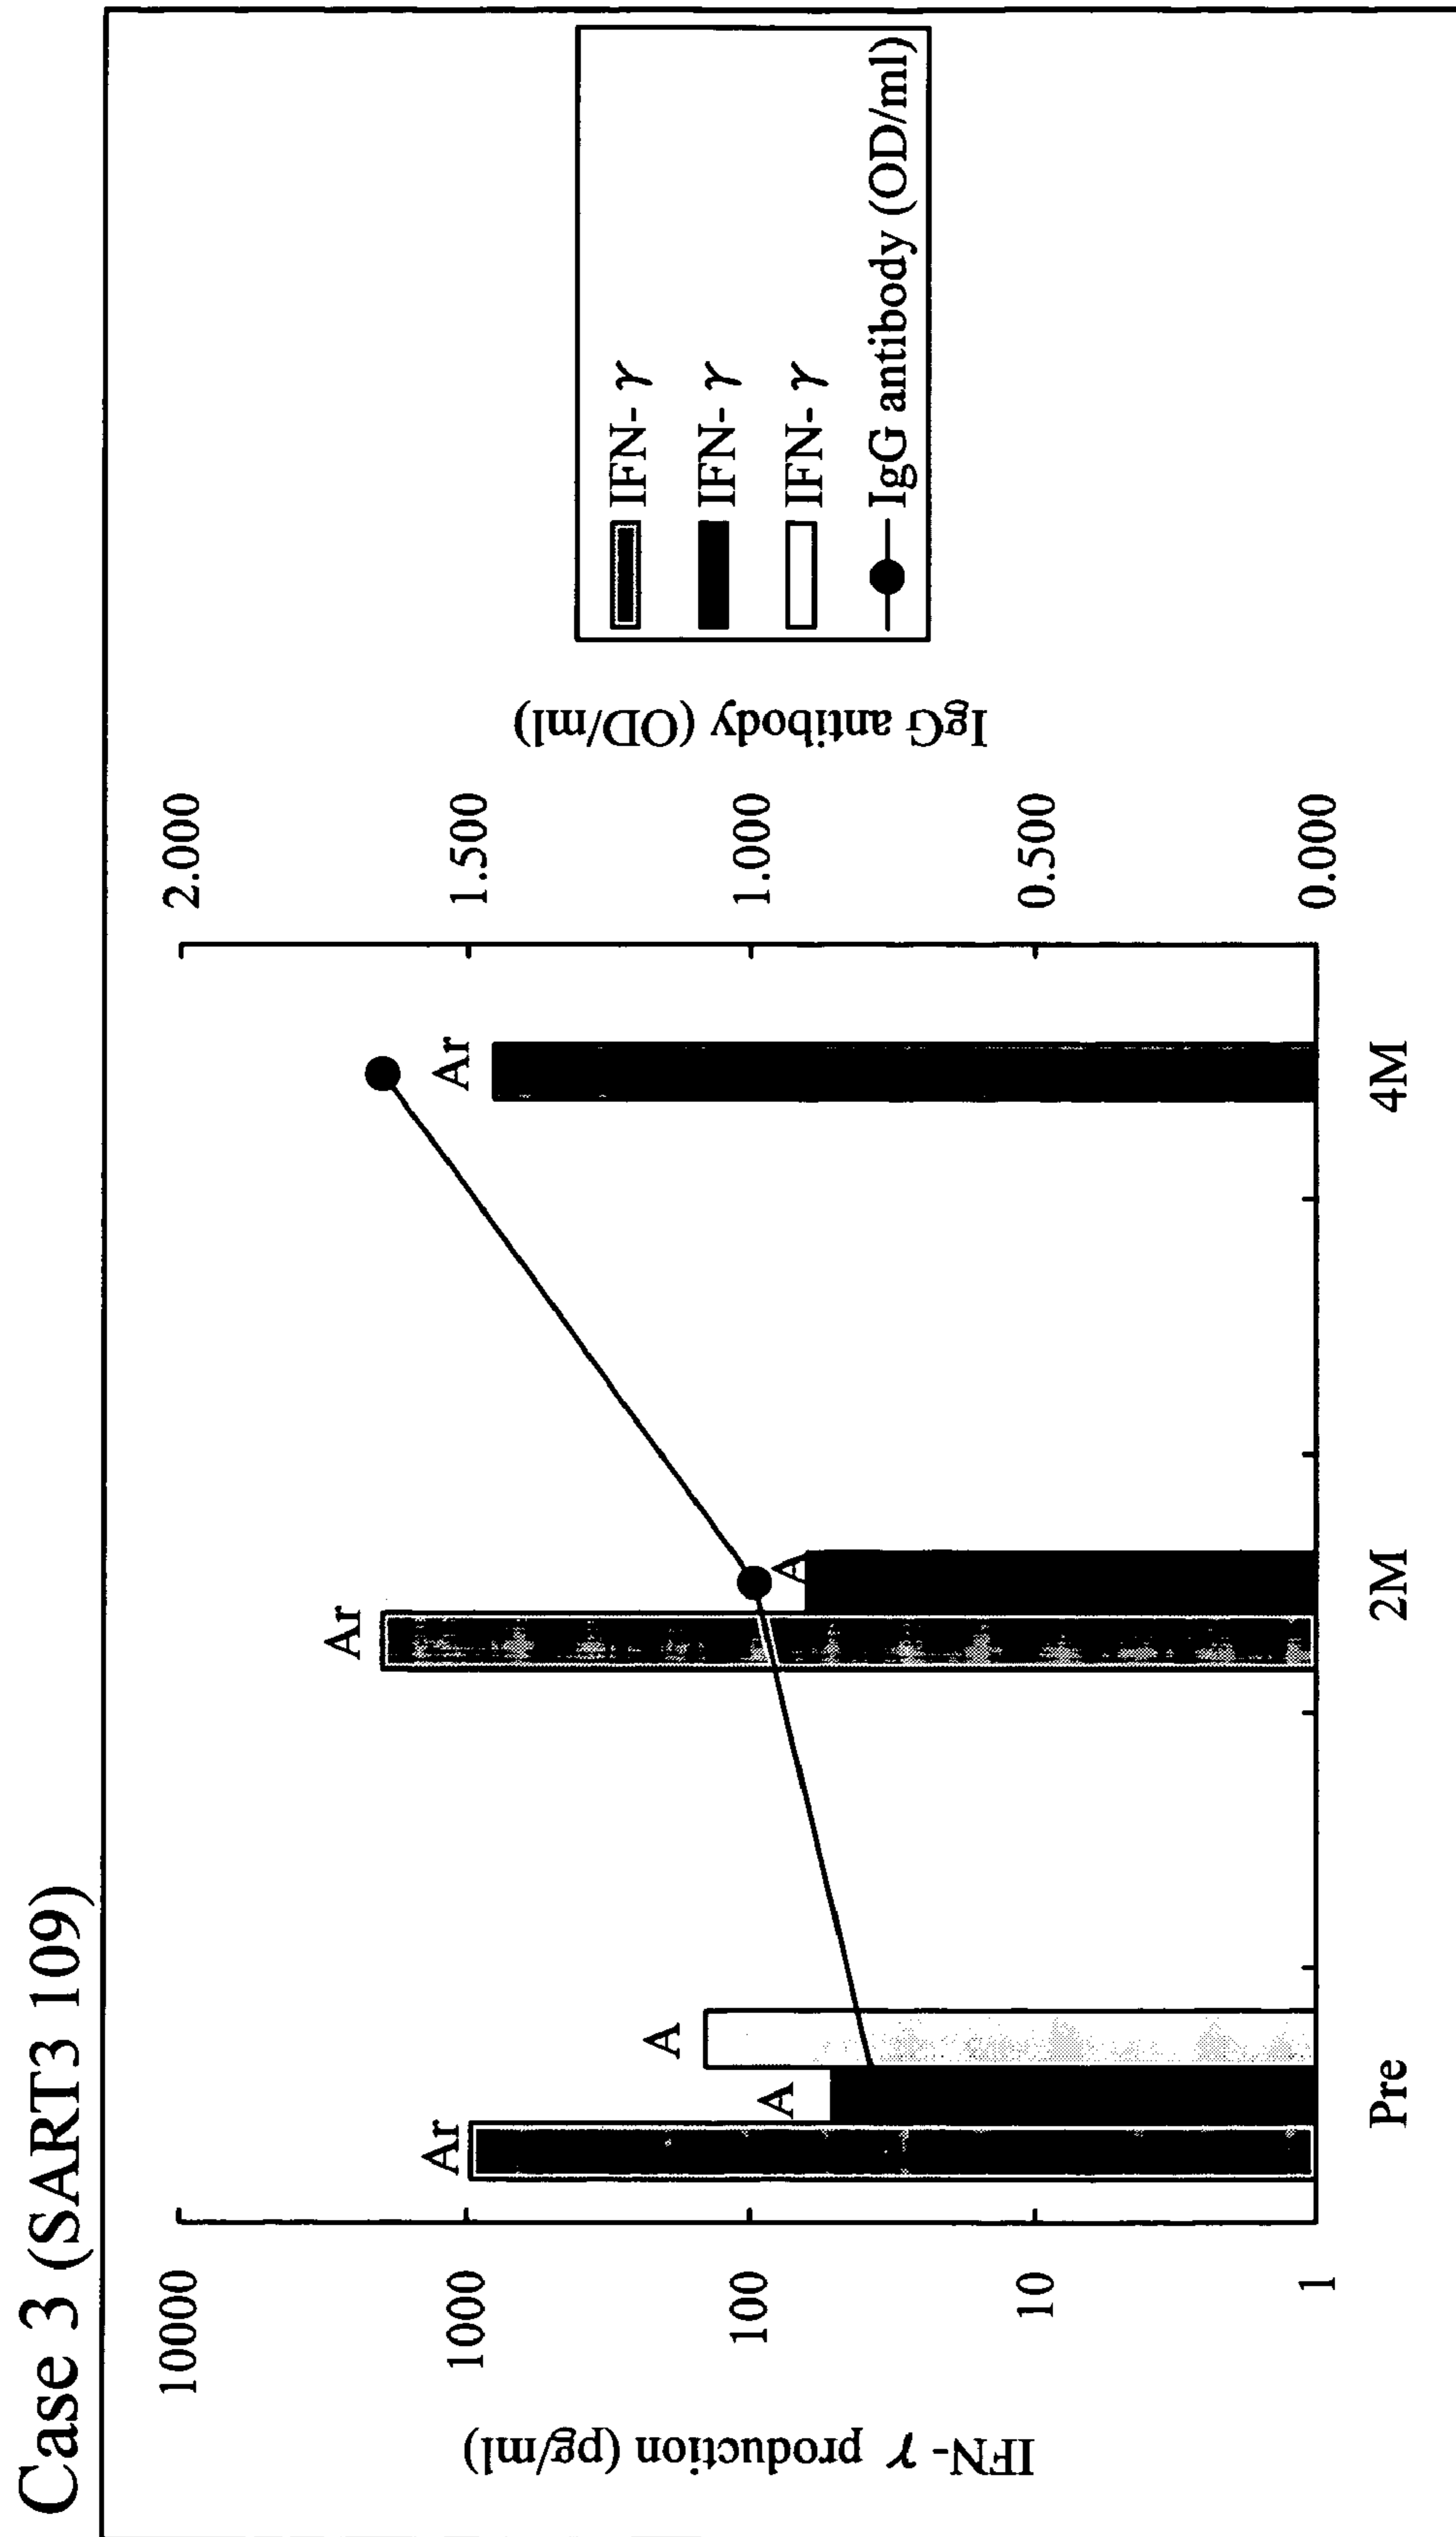 Case 3 (SART3 109)
IFN-γ production (pg/ml)
10000
1000
100
10
1
Ar
A
A
Ar
A
Ar
Pre
2M
4M
2.000
1.500
1.000
0.500
0.000
IgG antibody (OD/ml)
IFN-γ
IFN-γ
IFN-γ
IgG antibody (OD/ml)